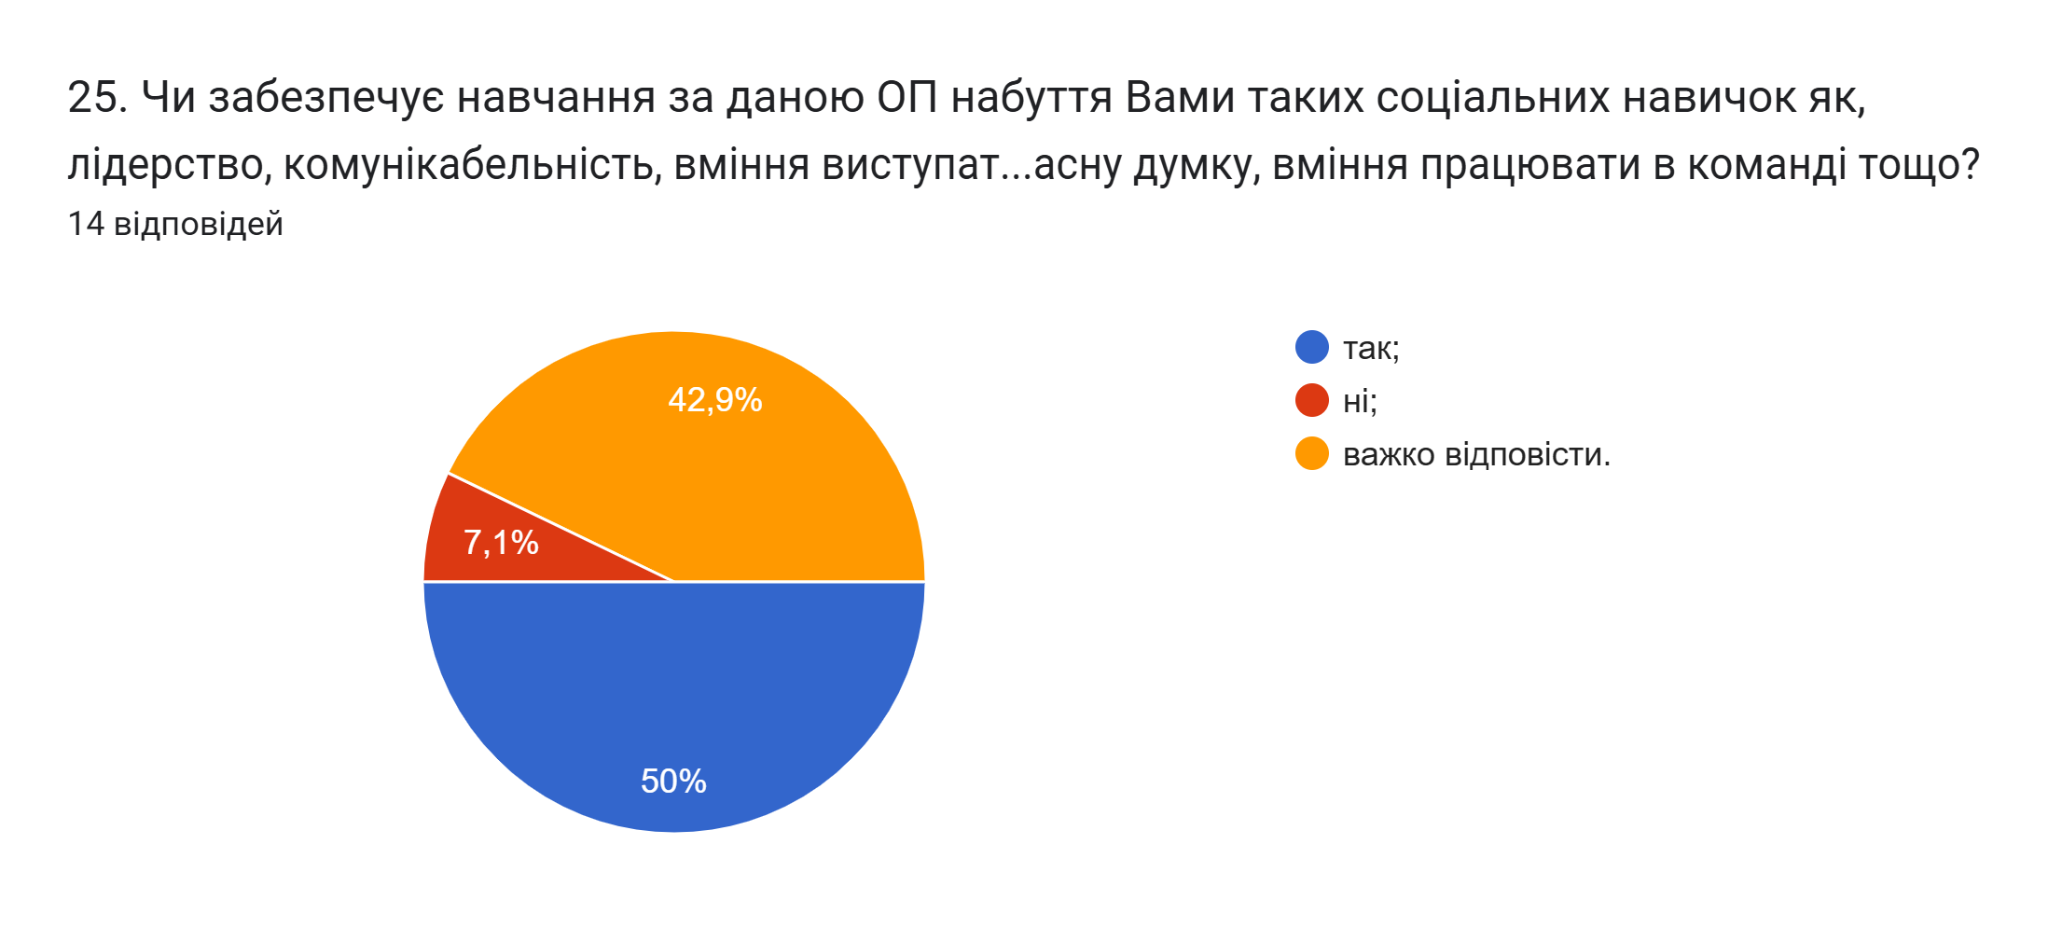 25. Чи забезпечує навчання за даною ОП набуття Вами таких соціальних навичок як,
лідерство, комунікабельність, вміння виступат...асну думку, вміння працювати в команді тощо?
14 відповідей
так;
ні;
важко відповісти.
42,9%
7,1%
50%